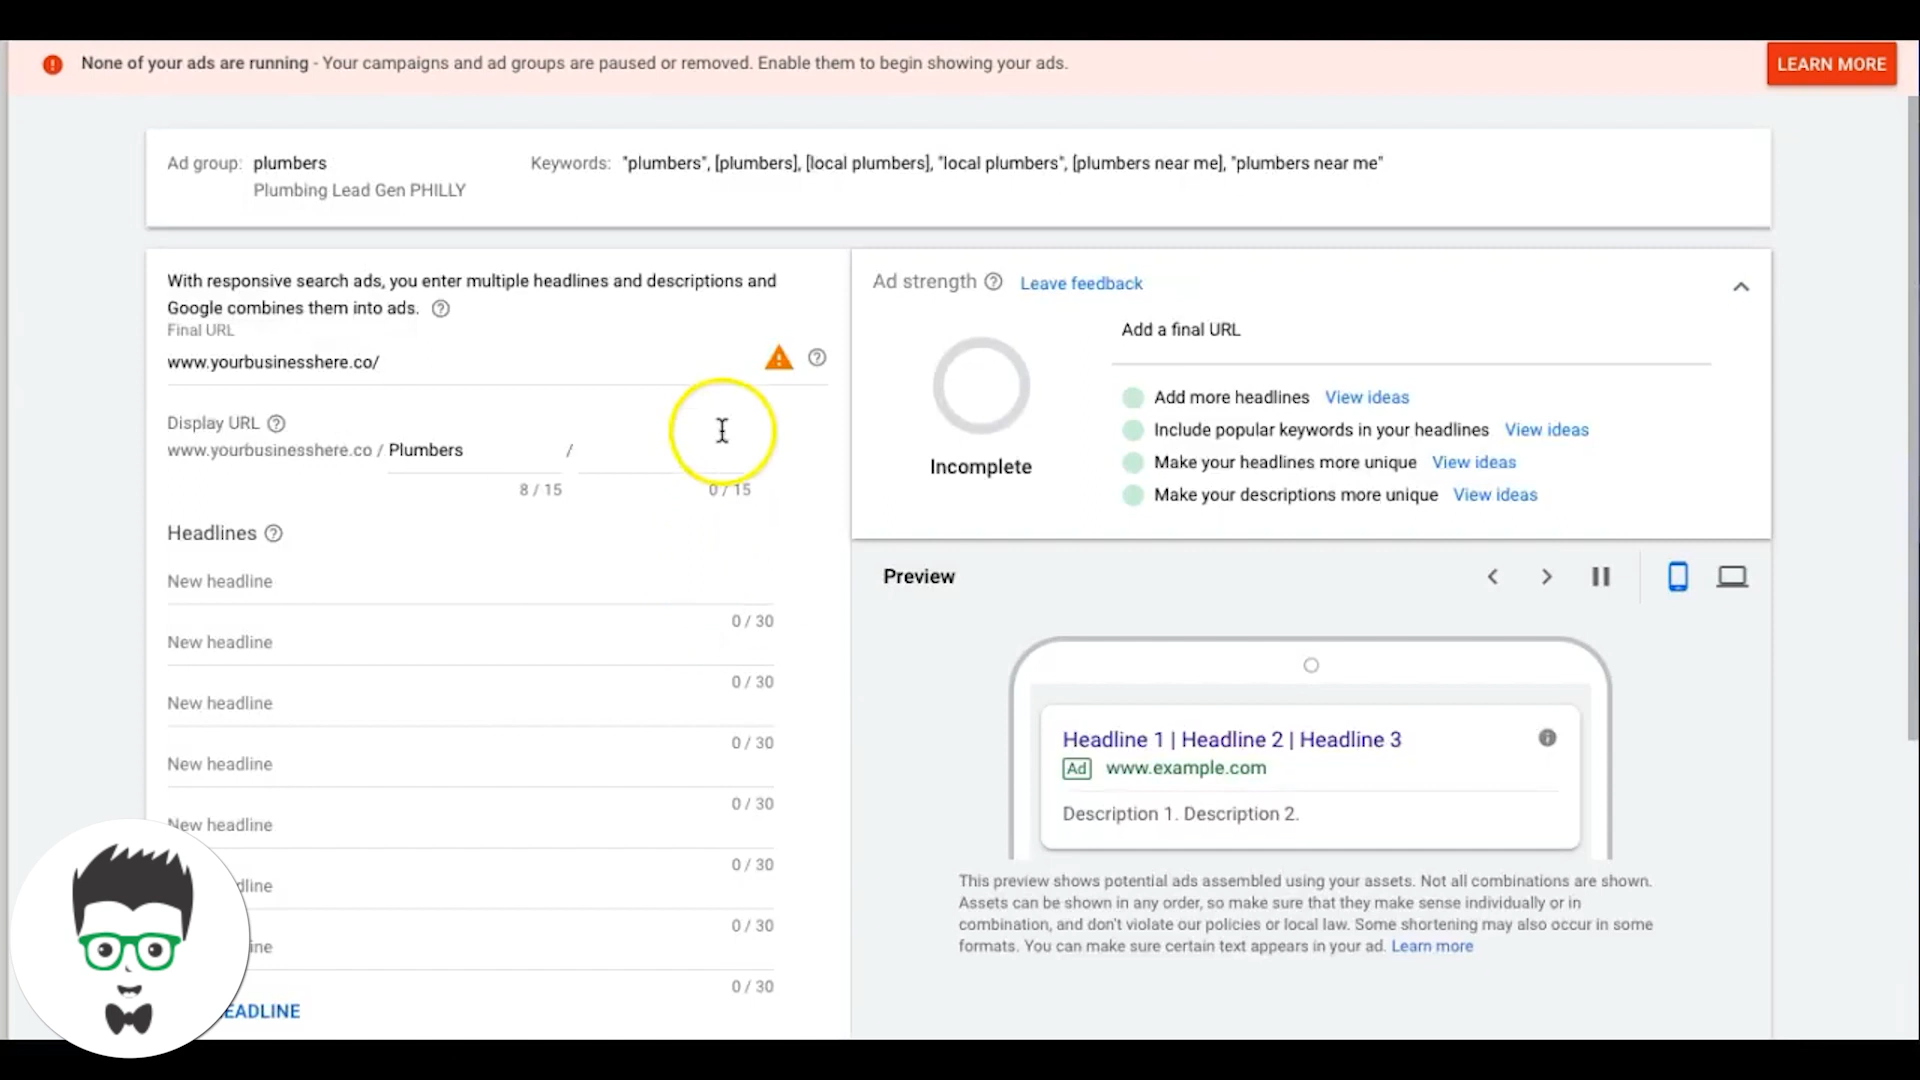 None of your ads are running - Your campaigns and ad groups are paused or removed. Enable them to begin showing your ads.
LEARN MORE
Ad group: plumbers
Plumbing Lead Gen PHILLY
Keywords: "plumbers", [plumbers], [local plumbers], "local plumbers", [plumbers near me], "plumbers near me"
With responsive search ads, you enter multiple headlines and descriptions and
Google combines them into ads.
Final URL
www.yourbusinesshere.co/
Display URL
www.yourbusinesshere.co / Plumbers /
8 / 15
0 / 15
Headlines
New headline
0 / 30
New headline
0 / 30
New headline
0 / 30
New headline
0 / 30
New headline
0 / 30
dline
0 / 30
ine
0 / 30
EADLINE
Ad strength
Leave feedback
Incomplete
Add a final URL
Add more headlines View ideas
Include popular keywords in your headlines View ideas
Make your headlines more unique View ideas
Make your descriptions more unique View ideas
Preview
Headline 1 | Headline 2 | Headline 3
Ad www.example.com
Description 1. Description 2.
This preview shows potential ads assembled using your assets. Not all combinations are shown.
Assets can be shown in any order, so make sure that they make sense individually or in
combination, and don't violate our policies or local law. Some shortening may also occur in some
formats. You can make sure certain text appears in your ad. Learn more